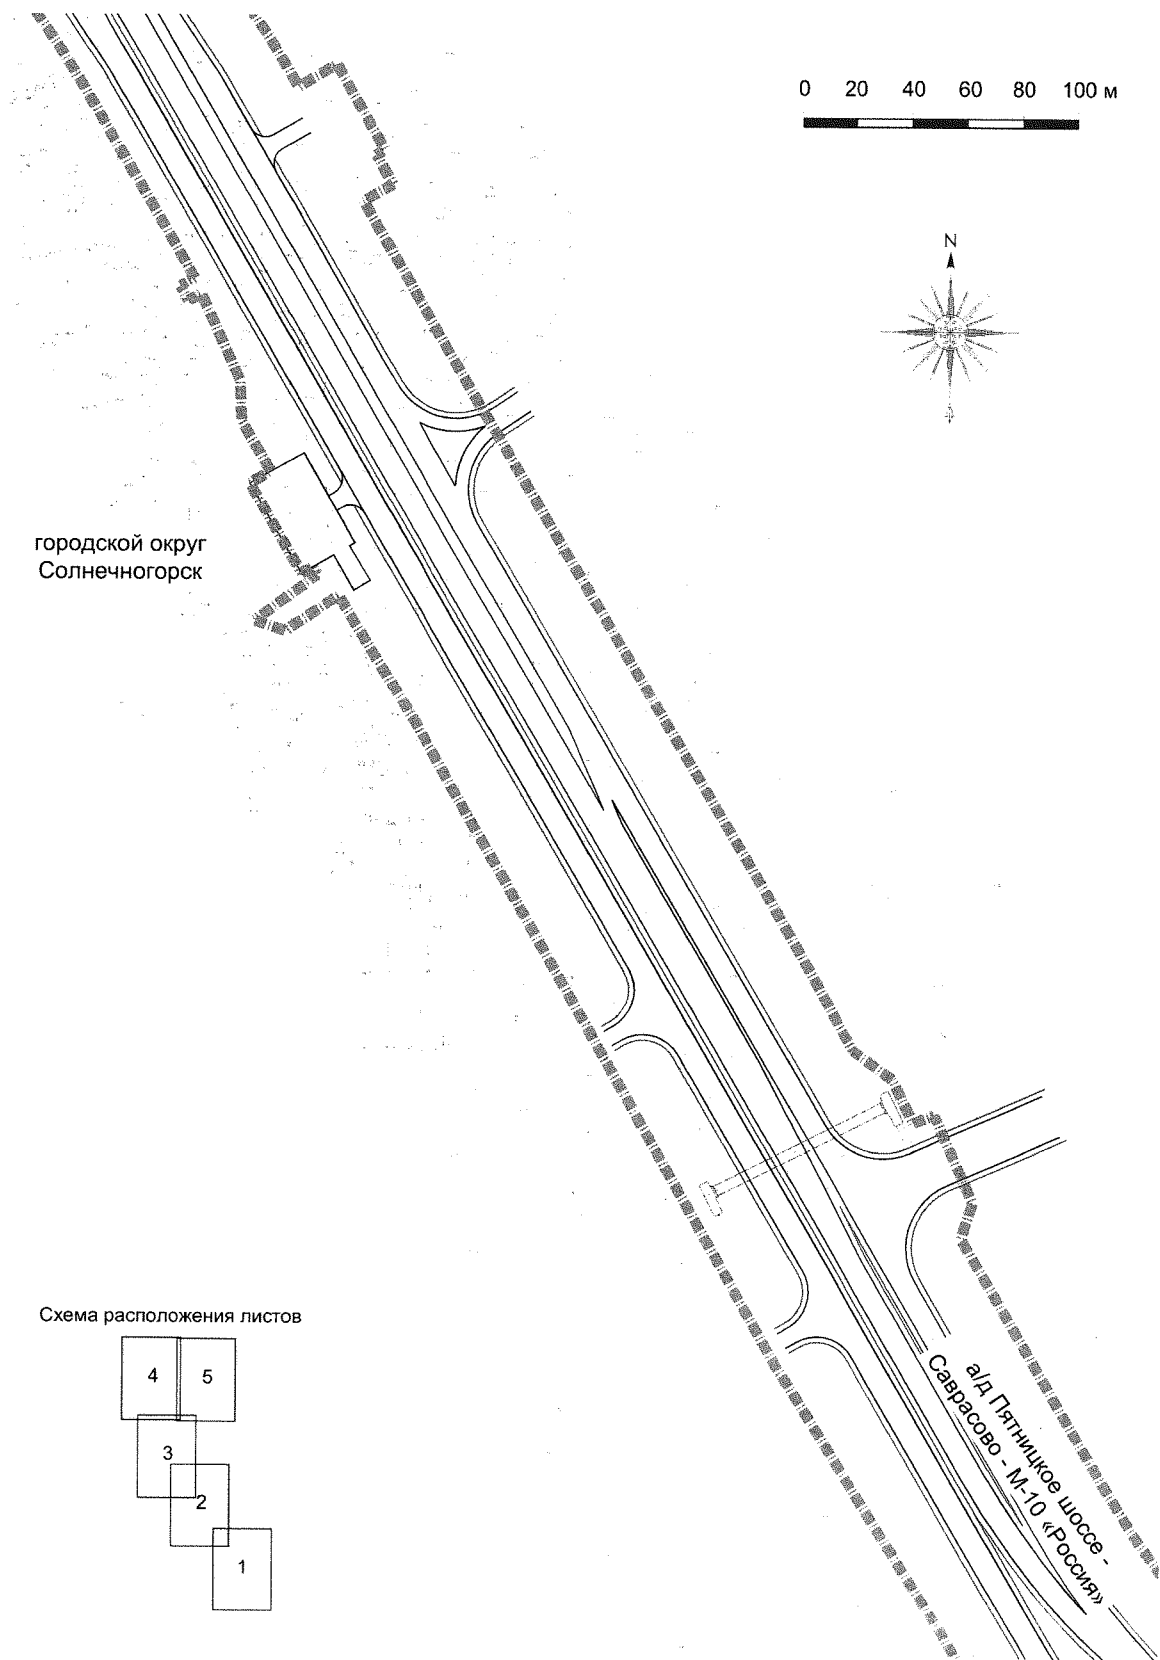 0 20 40 60 80 100 м
N
городской округ
Солнечногорск
Схема расположения листов
4 5
3
2
1
а/д Пятницкое шоссе -
Саврасово - М-10 «Россия»